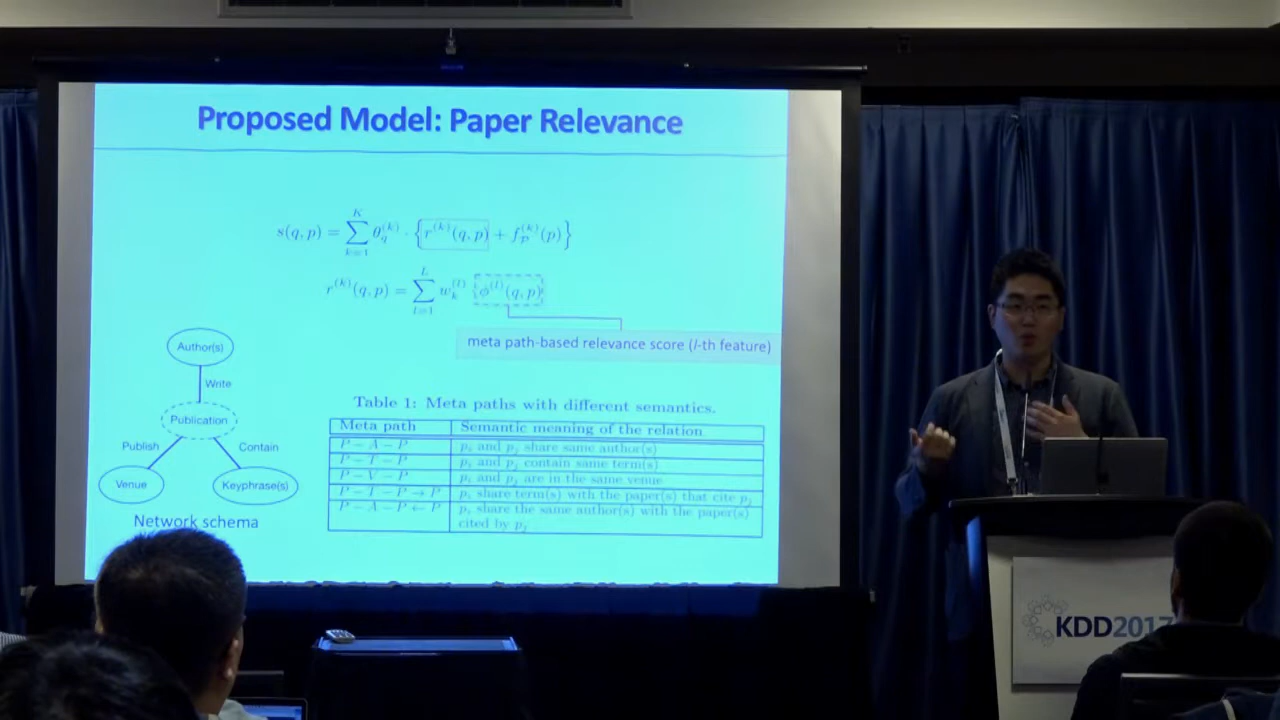 Proposed Model: Paper Relevance
s(q, p) = ∑_{k=1}^{K} θ_q^{(k)} · { r^{(k)}(q, p) + f_P^{(k)}(p) }
r^{(k)}(q, p) = ∑_{l=1}^{L} w_k^{(l)} φ^{(l)}(q, p)
meta path-based relevance score (l-th feature)
Author(s)
Write
Publication
Publish
Contain
Venue
Keyphrase(s)
Network schema
Table 1: Meta paths with different semantics.
Meta path Semantic meaning of the relation
P − A − P p_i and p_j share same author(s)
P − T − P p_i and p_j contain same term(s)
P − V − P p_i and p_j are in the same venue
P − T − P → P p_i share term(s) with the paper(s) that cite p_j
P − A − P ← P p_i share the same author(s) with the paper(s)
cited by p_j
KDD2017